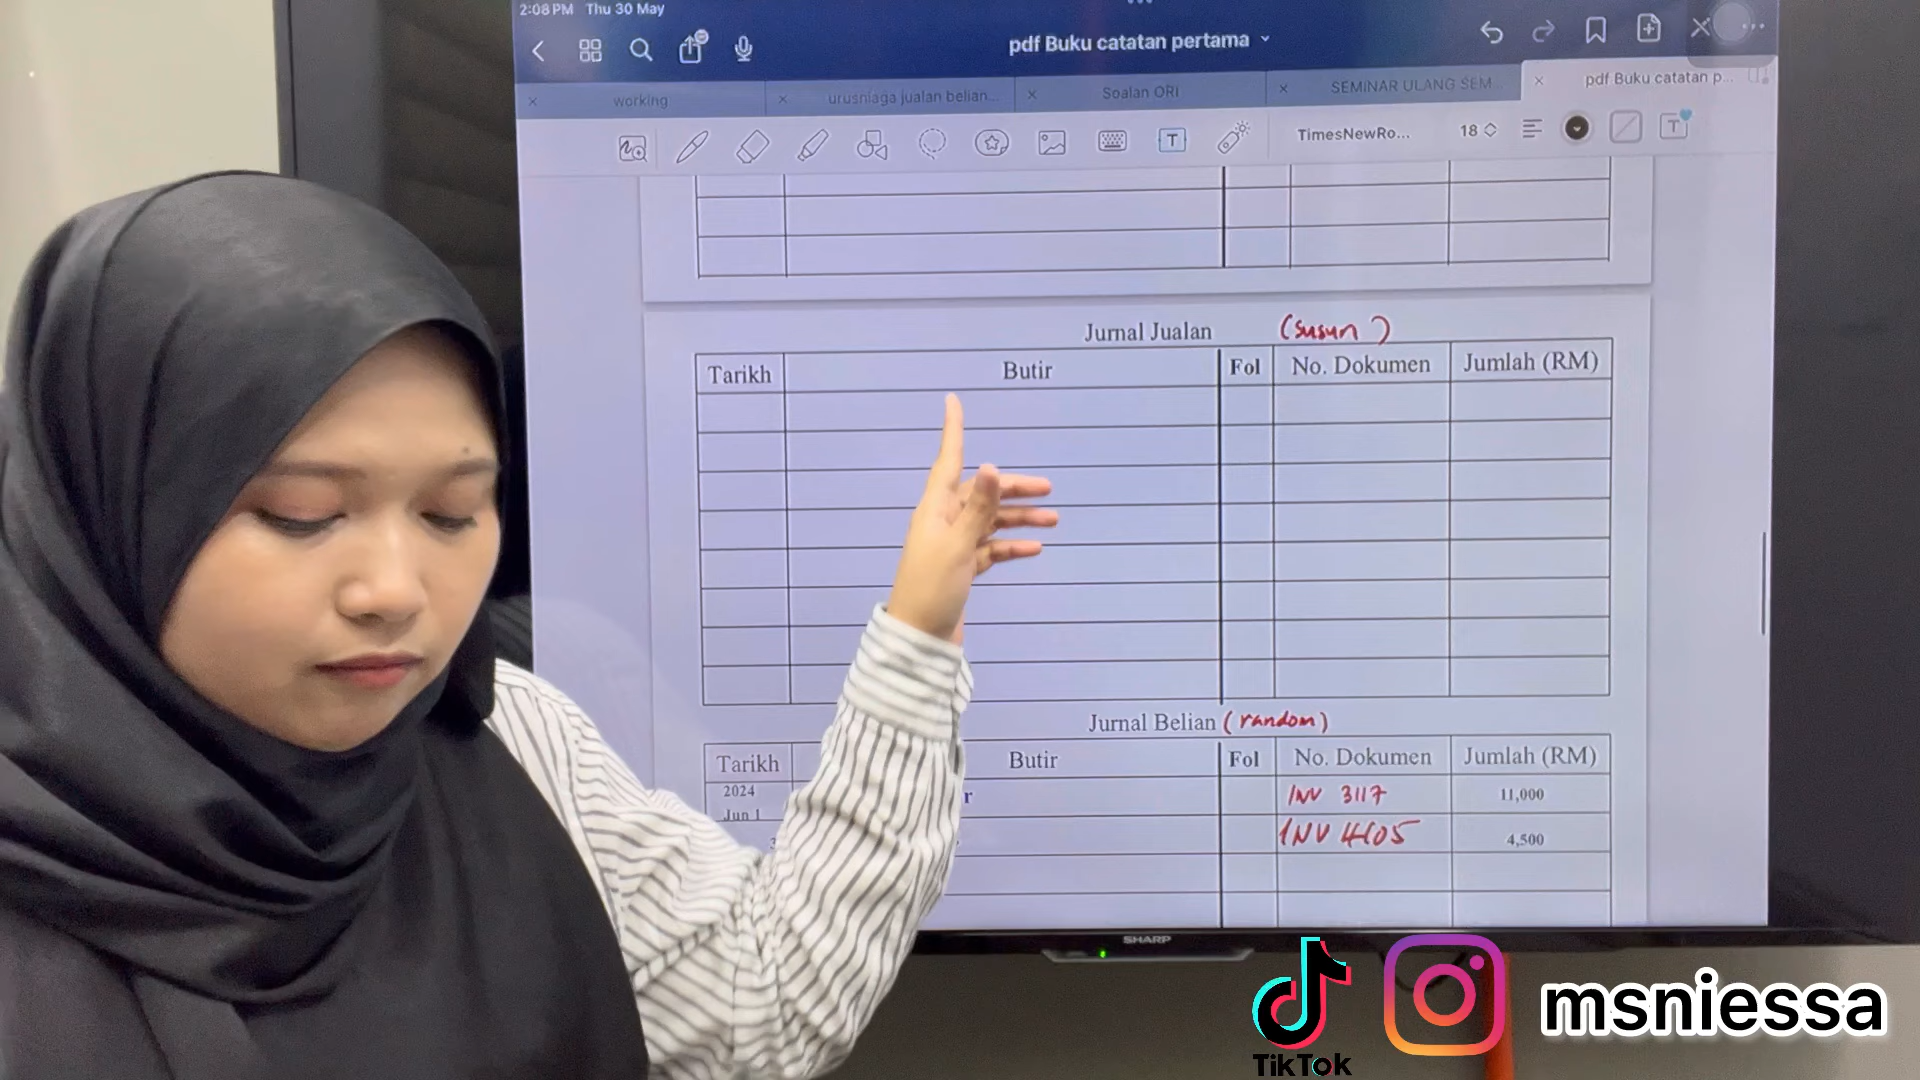 2:08 PM Thu 30 May
pdf Buku catatan pertama
working
urusniaga jualan belian...
Soalan ORI
SEMINAR ULANG SEM
pdf Buku catatan p...
T
TimesNewRo...
18
T
Jurnal Jualan (susun)
Tarikh Butir Fol No. Dokumen Jumlah (RM)
Jurnal Belian (random)
Tarikh Butir Fol No. Dokumen Jumlah (RM)
2024
Jun 1 INV 3117 11,000
3 INV 4105 4,500
SHARP
TikTok
msniessa